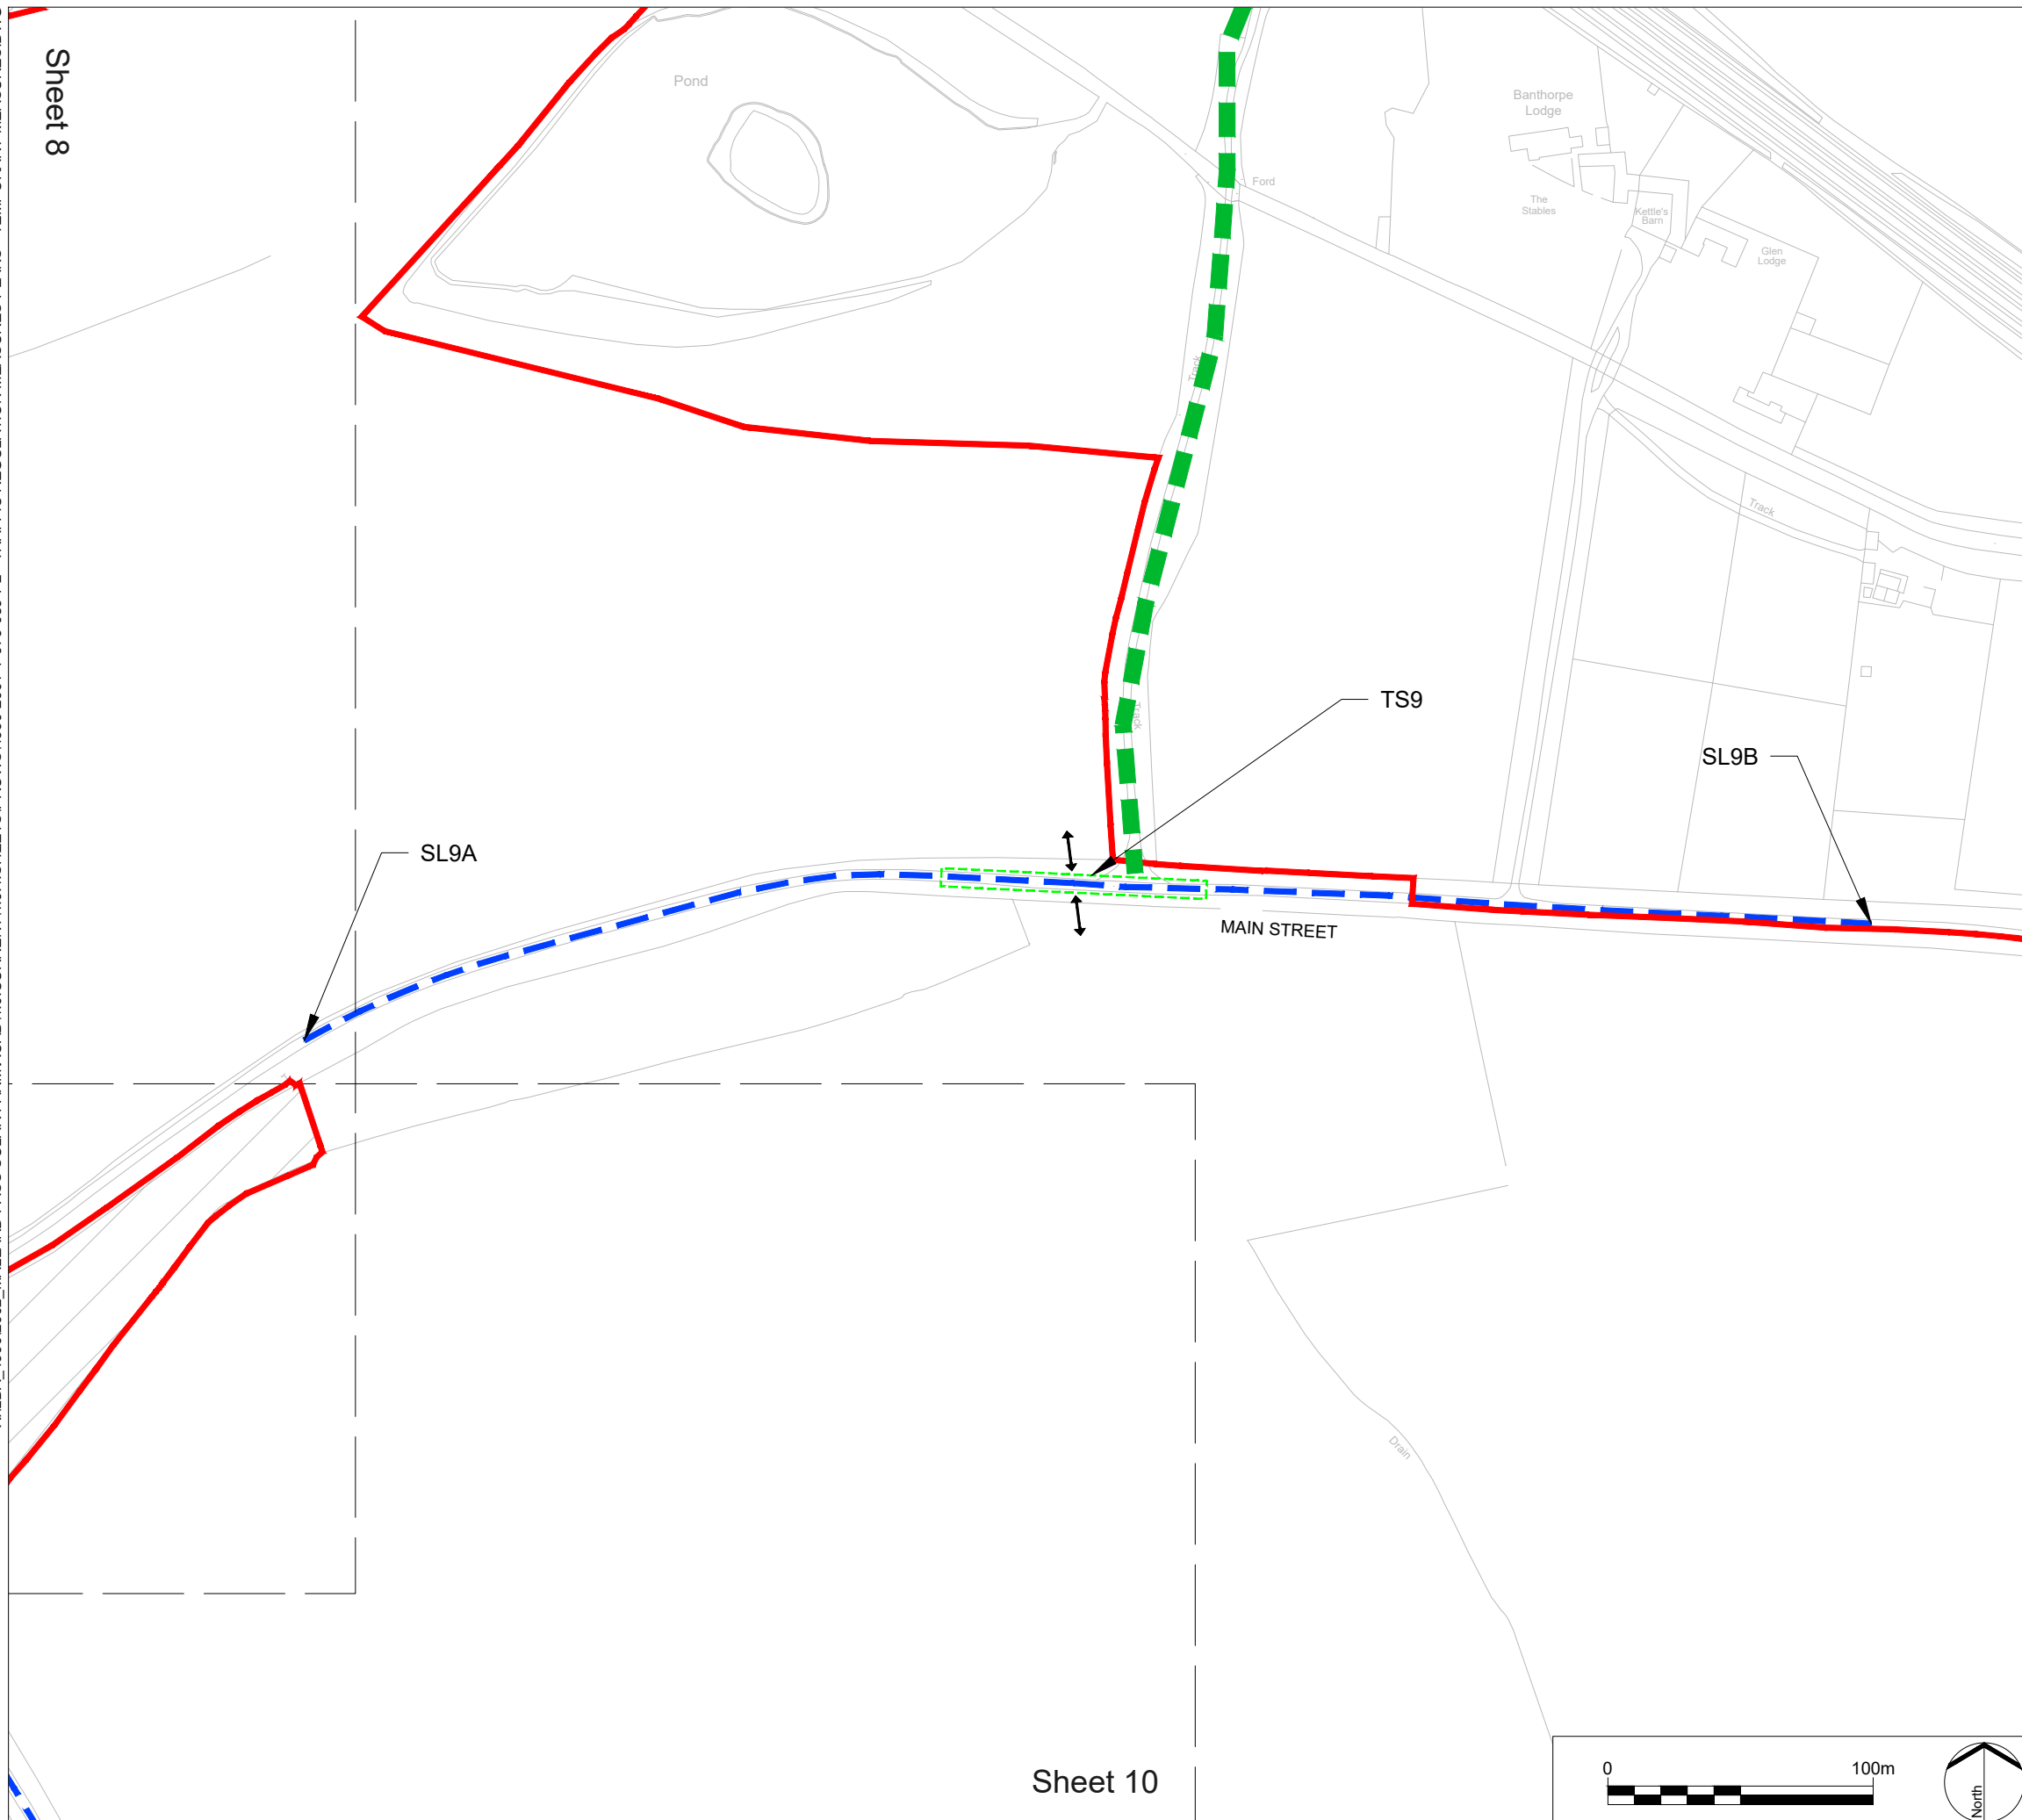 Sheet 8
Pond
Banthorpe
Lodge
Ford
The
Stables
Kettle's
Barn
Glen
Lodge
Track
Track
Track
TS9
SL9B
SL9A
MAIN STREET
Drain
Sheet 10
0
100m
North